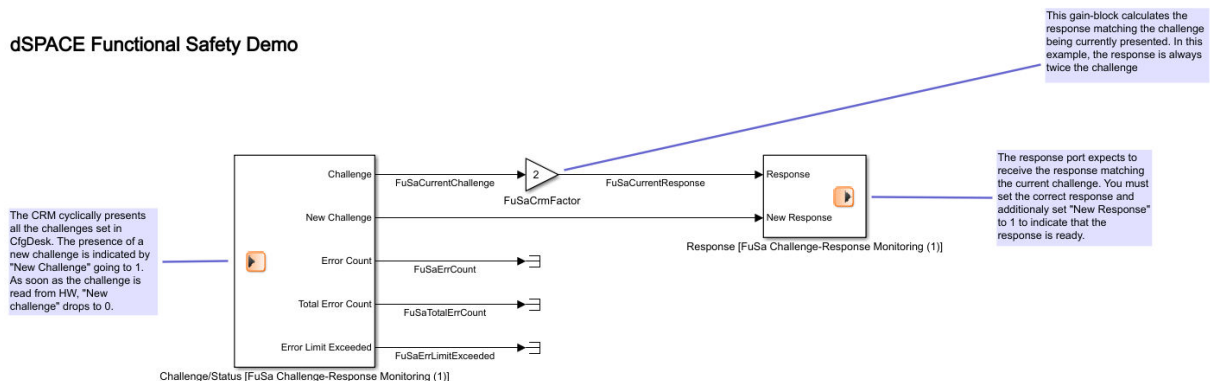 dSPACE Functional Safety Demo
This gain-block calculates the
response matching the challenge
being currently presented. In this
example, the response is always
twice the challenge
Challenge
FuSaCurrentChallenge
2
FuSaCrmFactor
FuSaCurrentResponse
Response
New Challenge
New Response
Response [FuSa Challenge-Response Monitoring (1)]
The response port expects to
receive the response matching
the current challenge. You must
set the correct response and
additionaly set "New Response"
to 1 to indicate that the
response is ready.
The CRM cyclically presents
all the challenges set in
CfgDesk. The presence of a
new challenge is indicated by
"New Challenge" going to 1.
As soon as the challenge is
read from HW, "New
challenge" drops to 0.
Error Count
FuSaErrCount
Total Error Count
FuSaTotalErrCount
Error Limit Exceeded
FuSaErrLimitExceeded
Challenge/Status [FuSa Challenge-Response Monitoring (1)]